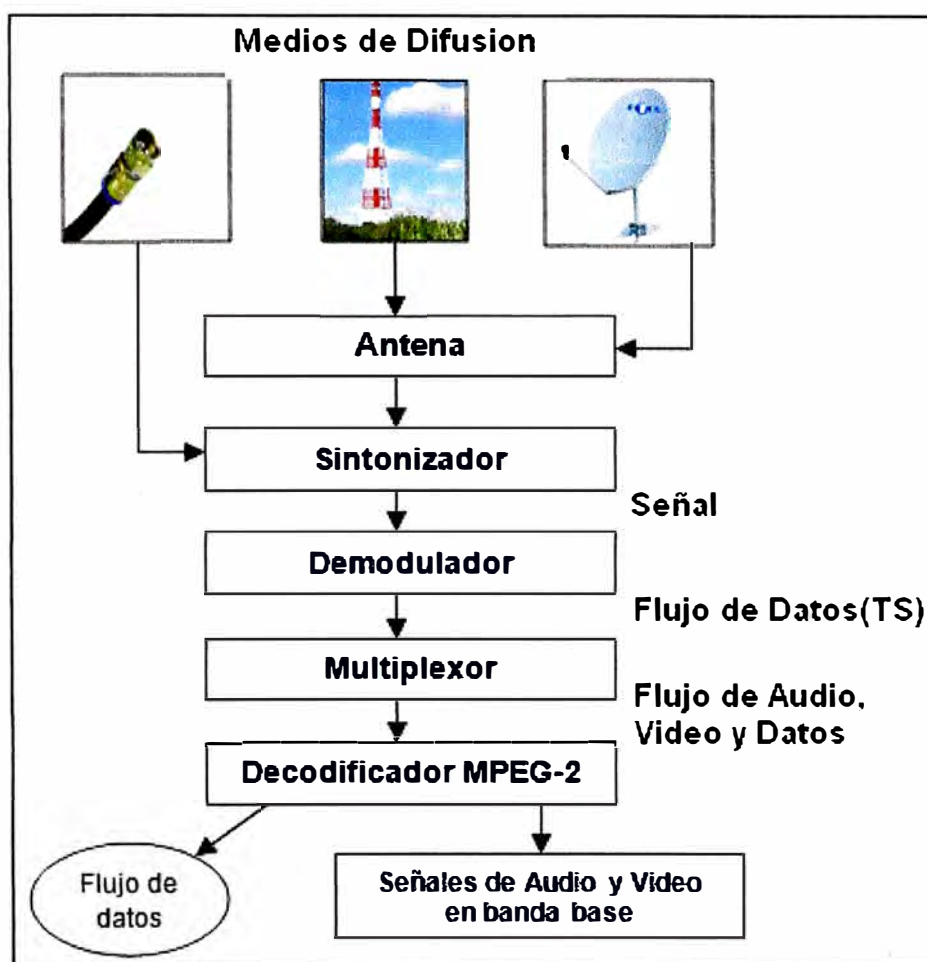 Medios de Difusion
Antena
Sintonizador
Señal
Demodulador
Flujo de Datos(TS)
Multiplexor
Flujo de Audio,
Video y Datos
Decodificador MPEG-2
Flujo de
datos
Señales de Audio y Video
en banda base